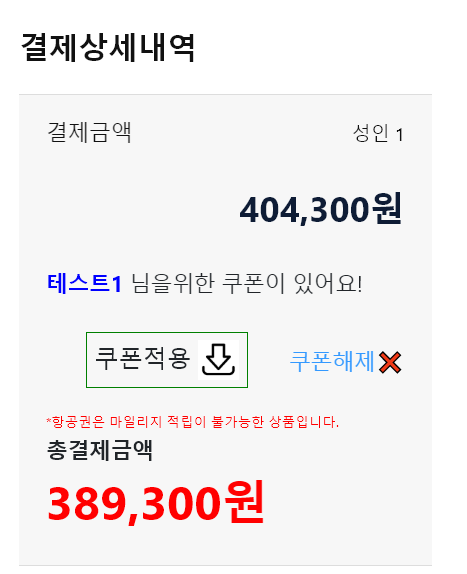 결제상세내역
결제금액 성인 1
404,300원
테스트1 님을위한 쿠폰이 있어요!
쿠폰적용 쿠폰해제
*항공권은 마일리지 적립이 불가능한 상품입니다.
총결제금액
389,300원